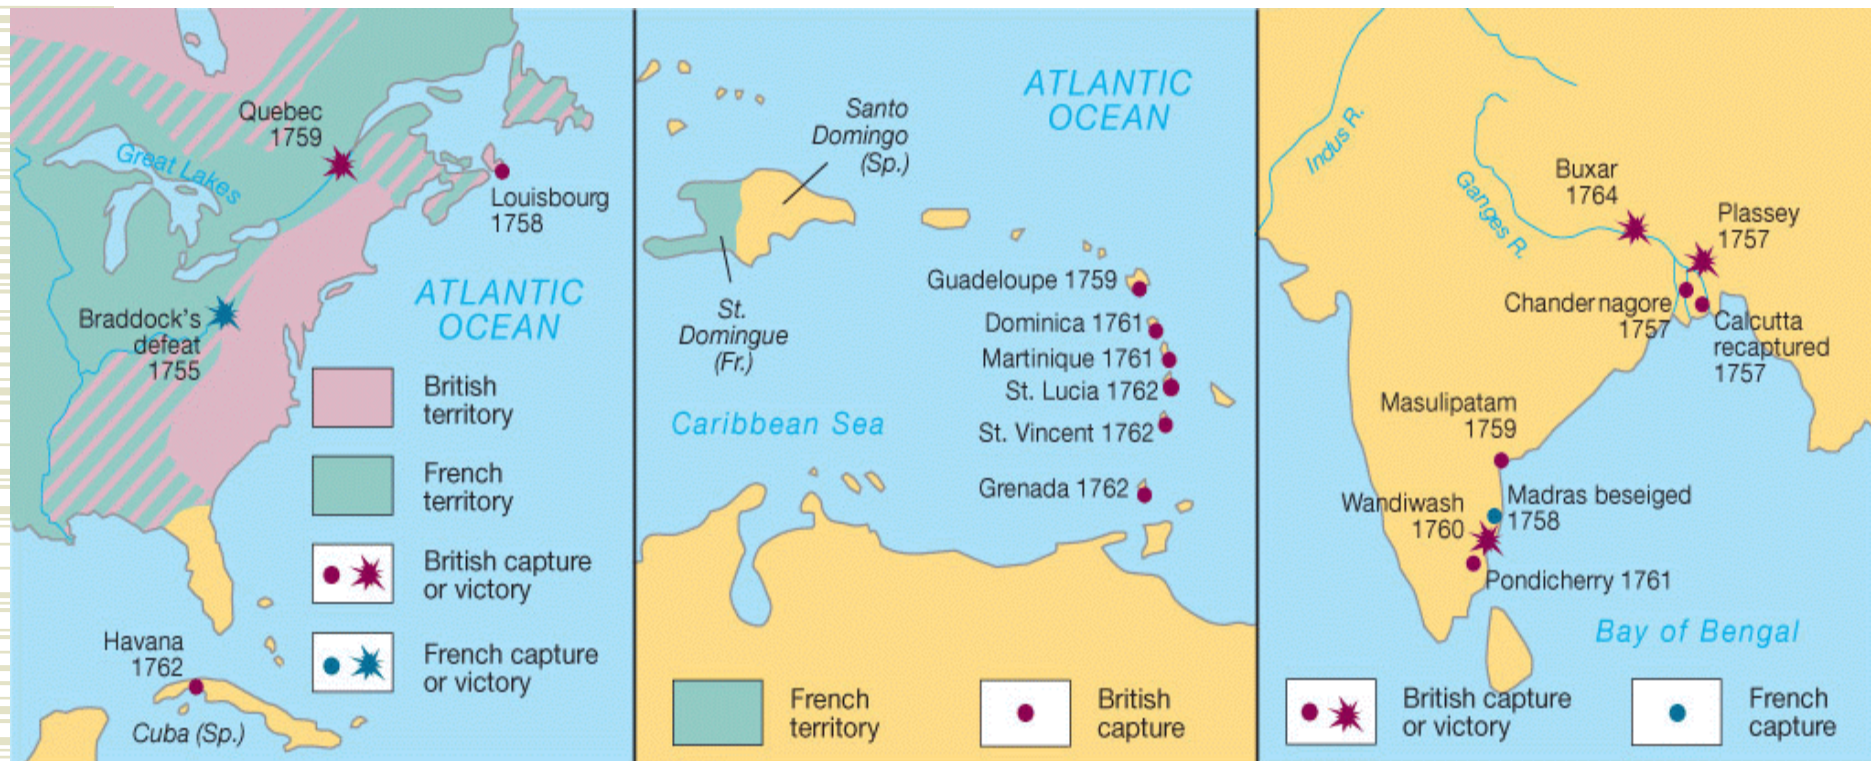 Quebec
1759
Great Lakes
Louisbourg
1758
ATLANTIC
OCEAN
Braddock's
defeat
1755
British
territory
French
territory
British capture
or victory
French capture
or victory
Havana
1762
Cuba (Sp.)
ATLANTIC
OCEAN
Santo
Domingo
(Sp.)
St.
Domingue
(Fr.)
Guadeloupe 1759
Dominica 1761
Martinique 1761
St. Lucia 1762
St. Vincent 1762
Grenada 1762
Caribbean Sea
French
territory
British
capture
Indus R.
Ganges R.
Buxar
1764
Plassey
1757
Chandernagore
1757
Calcutta
recaptured
1757
Masulipatam
1759
Wandiwash
1760
Madras beseiged
1758
Pondicherry 1761
Bay of Bengal
British capture
or victory
French
capture